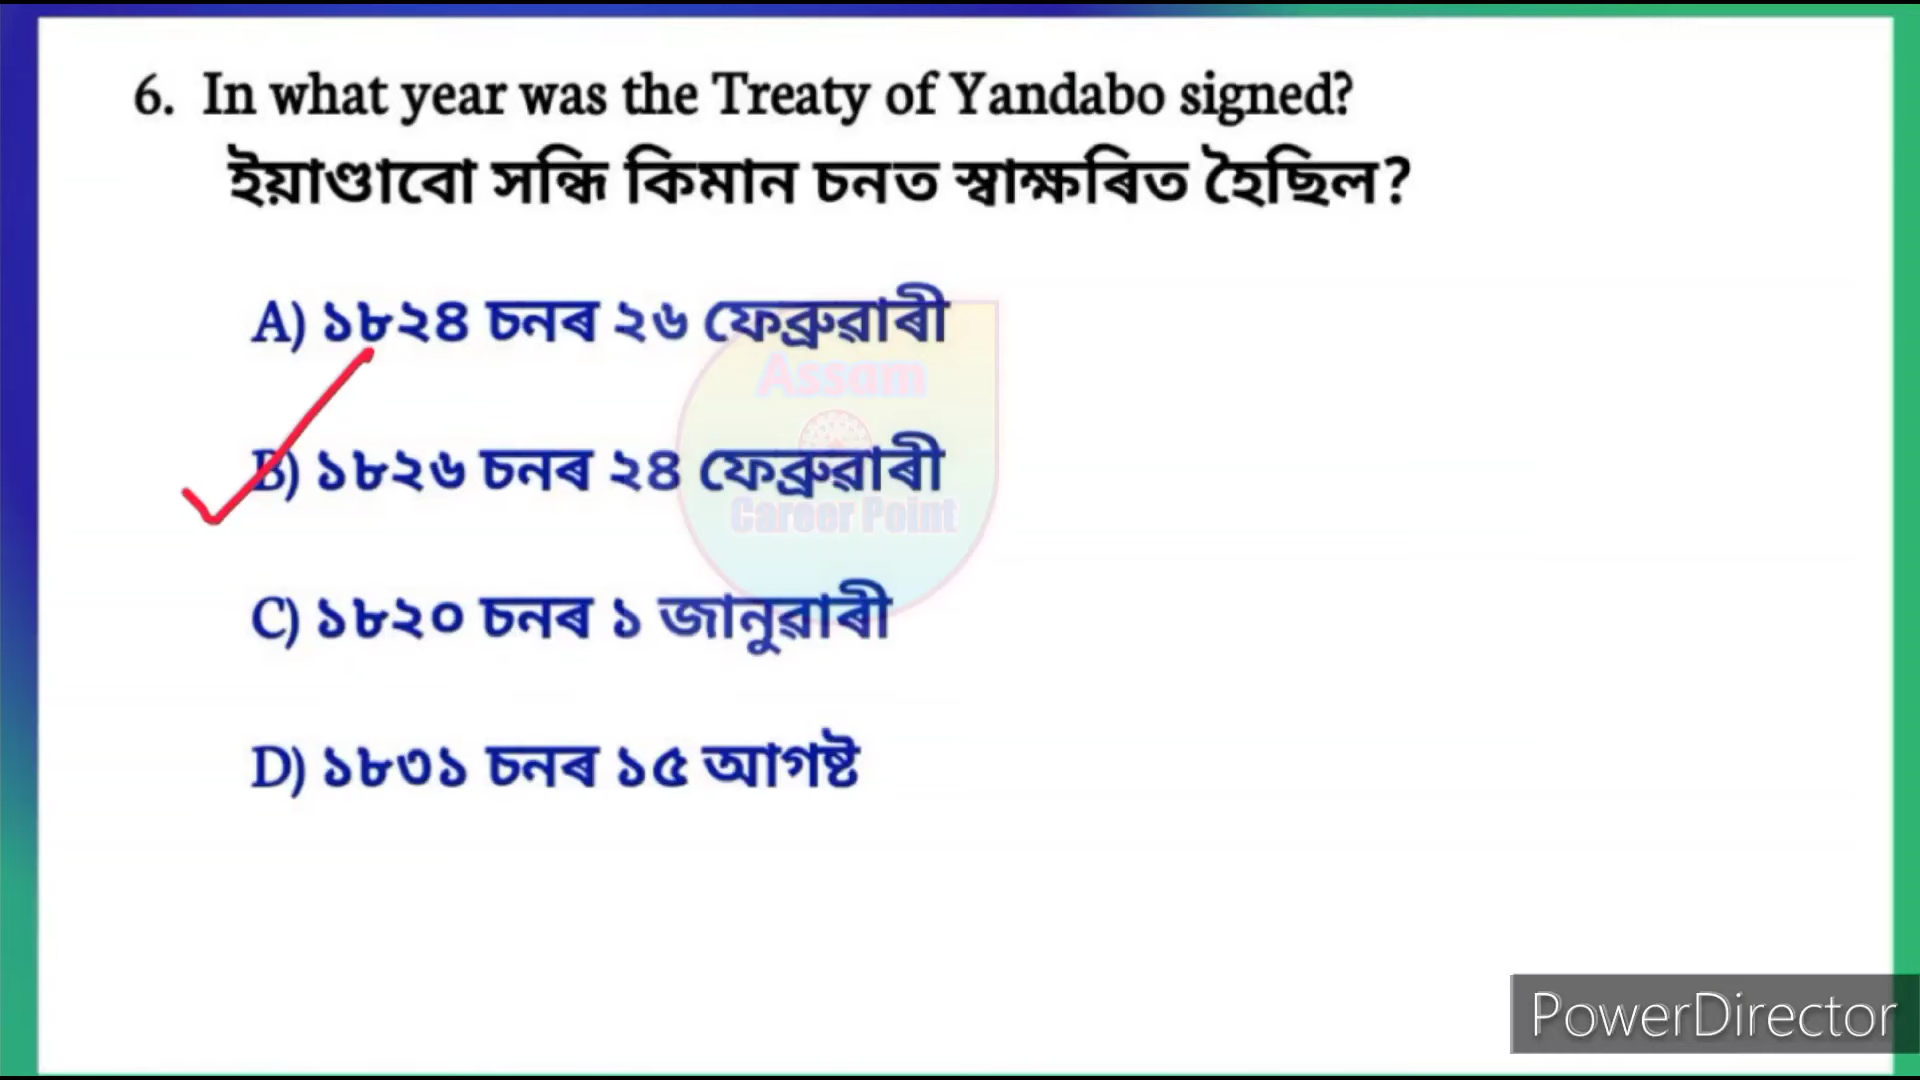 6. In what year was the Treaty of Yandabo signed?
ইয়াণ্ডাবো সন্ধি কিমান চনত স্বাক্ষৰিত হৈছিল?
A) ১৮২৪ চনৰ ২৬ ফেব্ৰুৱাৰী
Assam
B) ১৮২৬ চনৰ ২৪ ফেব্ৰুৱাৰী
Career Point
C) ১৮২০ চনৰ ১ জানুৱাৰী
D) ১৮৩১ চনৰ ১৫ আগষ্ট
PowerDirector